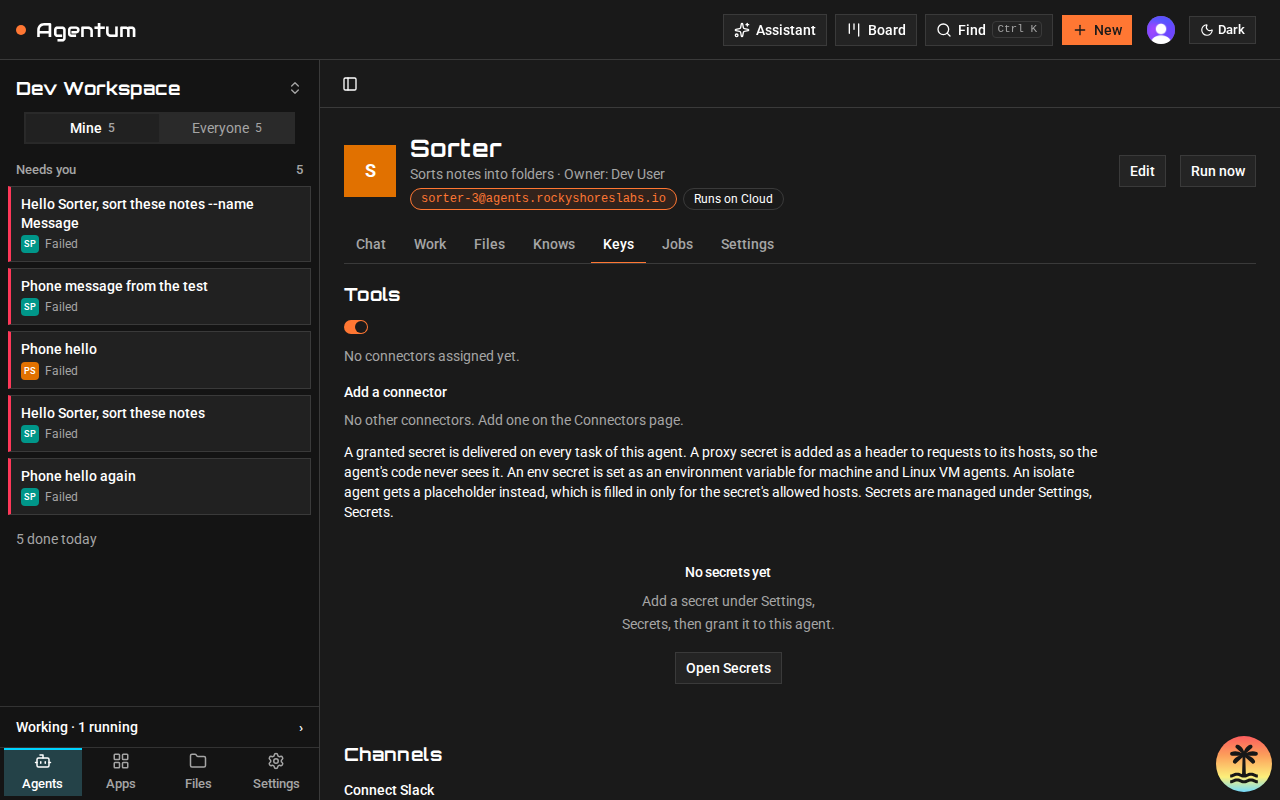 Agentum
Assistant
Board
Find Ctrl K
New
Dark
Dev Workspace
Mine 5
Everyone 5
Needs you 5
Hello Sorter, sort these notes --name
Message
SP Failed
Phone message from the test
SP Failed
Phone hello
PS Failed
Hello Sorter, sort these notes
SP Failed
Phone hello again
SP Failed
5 done today
Working · 1 running ›
Agents
Apps
Files
Settings
S
Sorter
Sorts notes into folders · Owner: Dev User
sorter-3@agents.rockyshoreslabs.io
Runs on Cloud
Edit
Run now
Chat
Work
Files
Knows
Keys
Jobs
Settings
Tools
No connectors assigned yet.
Add a connector
No other connectors. Add one on the Connectors page.
A granted secret is delivered on every task of this agent. A proxy secret is added as a header to requests to its hosts, so the
agent's code never sees it. An env secret is set as an environment variable for machine and Linux VM agents. An isolate
agent gets a placeholder instead, which is filled in only for the secret's allowed hosts. Secrets are managed under Settings,
Secrets.
No secrets yet
Add a secret under Settings,
Secrets, then grant it to this agent.
Open Secrets
Channels
Connect Slack